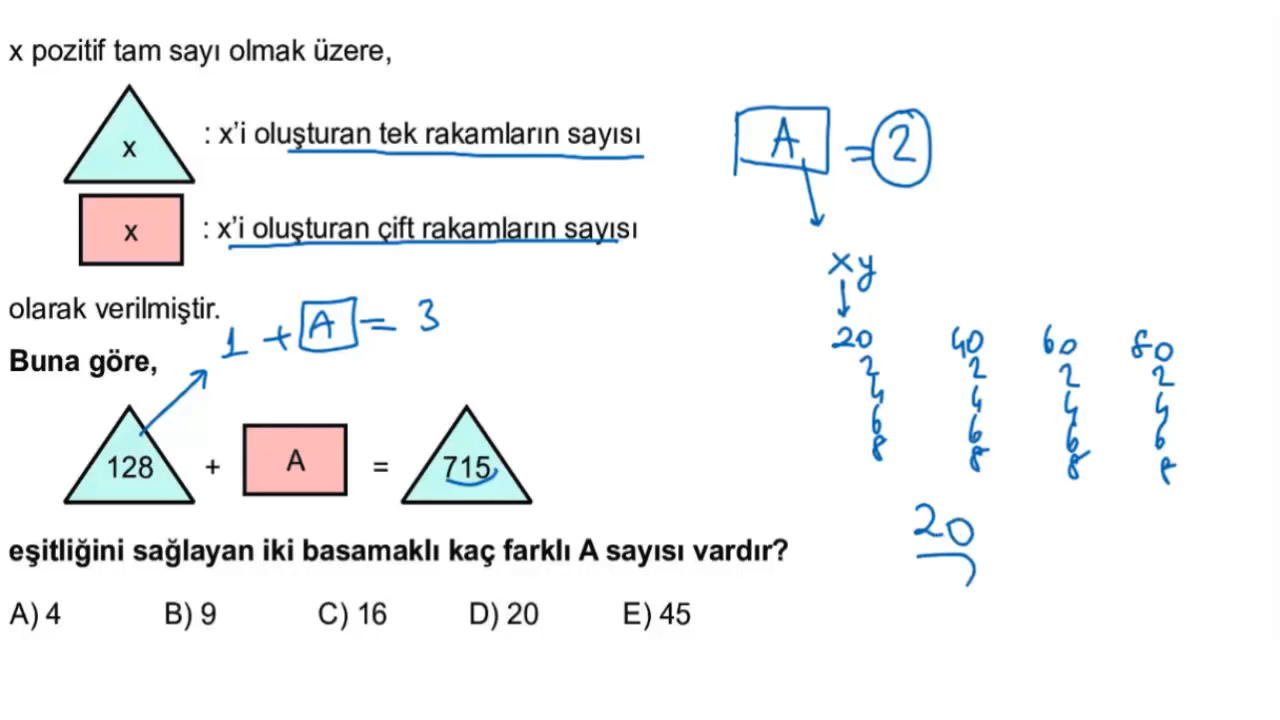 x pozitif tam sayı olmak üzere,
x : x'i oluşturan tek rakamların sayısı
x : x'i oluşturan çift rakamların sayısı
olarak verilmiştir.
1 + A = 3
Buna göre,
128 + A = 715
eşitliğini sağlayan iki basamaklı kaç farklı A sayısı vardır?
A) 4 B) 9 C) 16 D) 20 E) 45
A = 2
xy
20 40 60 80
2 2 2 2
4 4 4 4
6 6 6 6
8 8 8 8
20